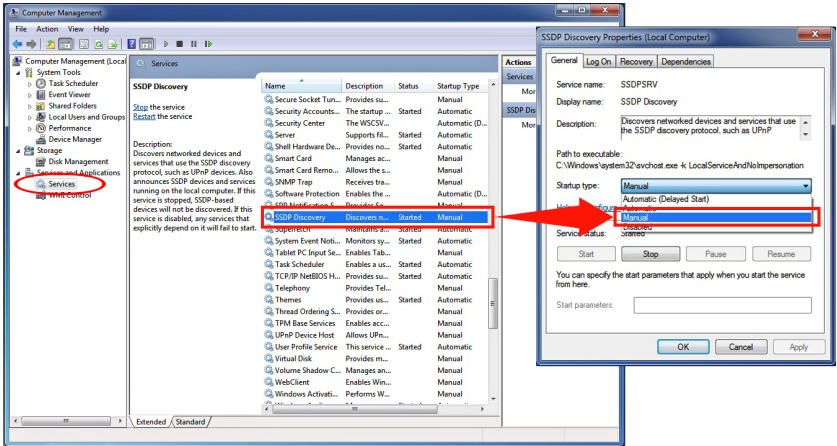 Computer Management
File Action View Help
Computer Management (Local
System Tools
Task Scheduler
Event Viewer
Shared Folders
Local Users and Groups
Performance
Device Manager
Storage
Disk Management
Services and Applications
Services
WMI Control
Services
SSDP Discovery
Stop the service
Restart the service
Description:
Discovers networked devices and
services that use the SSDP discovery
protocol, such as UPnP devices. Also
announces SSDP devices and services
running on the local computer. If this
service is stopped, SSDP-based
devices will not be discovered. If this
service is disabled, any services that
explicitly depend on it will fail to start.
Name Description Status Startup Type
Secure Socket Tun... Provides su... Manual
Security Accounts... The startup ... Started Automatic
Security Center The WSCSV... Automatic (D...
Server Supports fil... Started Automatic
Shell Hardware De... Provides no... Started Automatic
Smart Card Manages ac... Manual
Smart Card Remo... Allows the s... Manual
SNMP Trap Receives tra... Manual
Software Protection Enables the ... Automatic (D...
SPP Notification S... Provides So... Manual
SSDP Discovery Discovers n... Started Manual
Superfetch Maintains a... Started Automatic
System Event Noti... Monitors sy... Started Automatic
Tablet PC Input Se... Enables Tab... Manual
Task Scheduler Enables a us... Started Automatic
TCP/IP NetBIOS H... Provides su... Started Automatic
Telephony Provides Tel... Manual
Themes Provides us... Started Automatic
Thread Ordering S... Provides or... Manual
TPM Base Services Enables acc... Manual
UPnP Device Host Allows UPn... Manual
User Profile Service This service ... Started Automatic
Virtual Disk Provides m... Manual
Volume Shadow C... Manages an... Manual
WebClient Enables Win... Manual
Windows Activati... Performs W... Manual
Extended Standard
Actions
Services
Mor
SSDP Dis
Mor
SSDP Discovery Properties (Local Computer)
General Log On Recovery Dependencies
Service name: SSDPSRV
Display name: SSDP Discovery
Description: Discovers networked devices and services that use
the SSDP discovery protocol, such as UPnP
Path to executable:
C:\Windows\system32\svchost.exe -k LocalServiceAndNoImpersonation
Startup type: Manual
Automatic (Delayed Start)
Automatic
Manual
Disabled
Service status: Started
Start Stop Pause Resume
You can specify the start parameters that apply when you start the service
from here.
Start parameters:
OK Cancel Apply